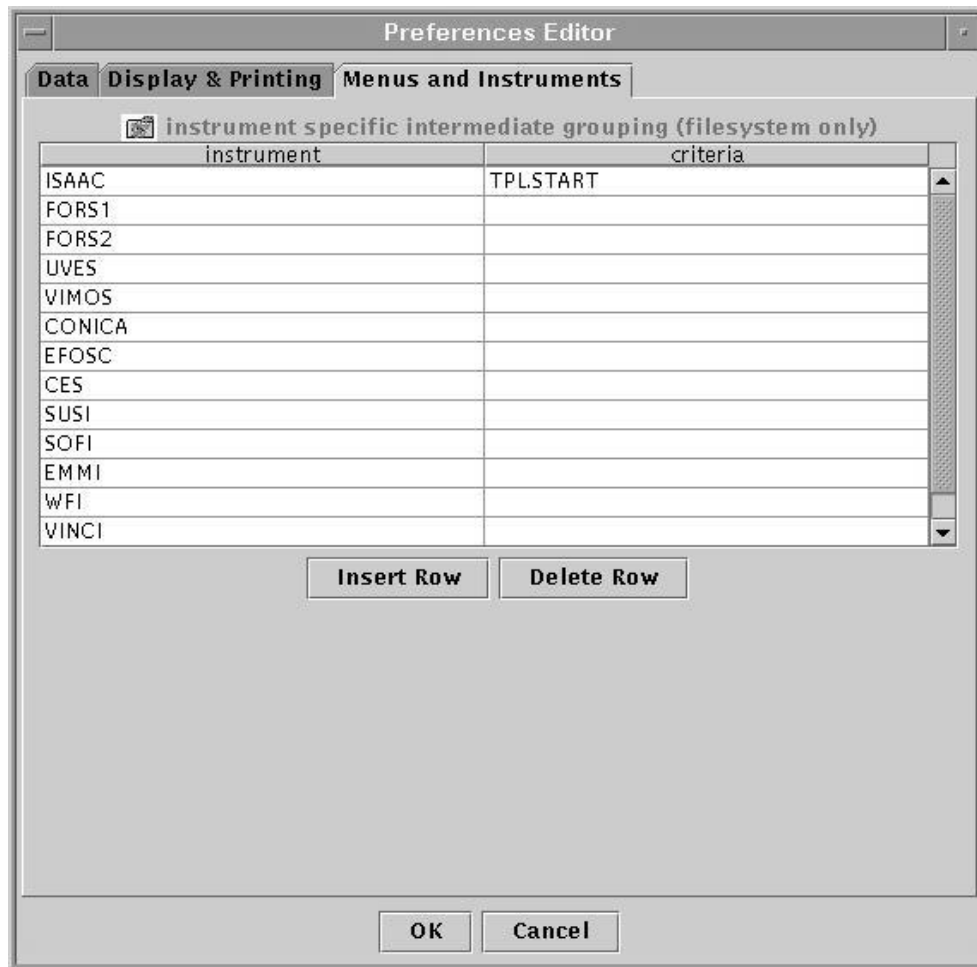 Preferences Editor
Data Display & Printing Menus and Instruments
instrument specific intermediate grouping (filesystem only)
instrument criteria
ISAAC TPL.START
FORS1
FORS2
UVES
VIMOS
CONICA
EFOSC
CES
SUSI
SOFI
EMMI
WFI
VINCI
Insert Row Delete Row
OK Cancel